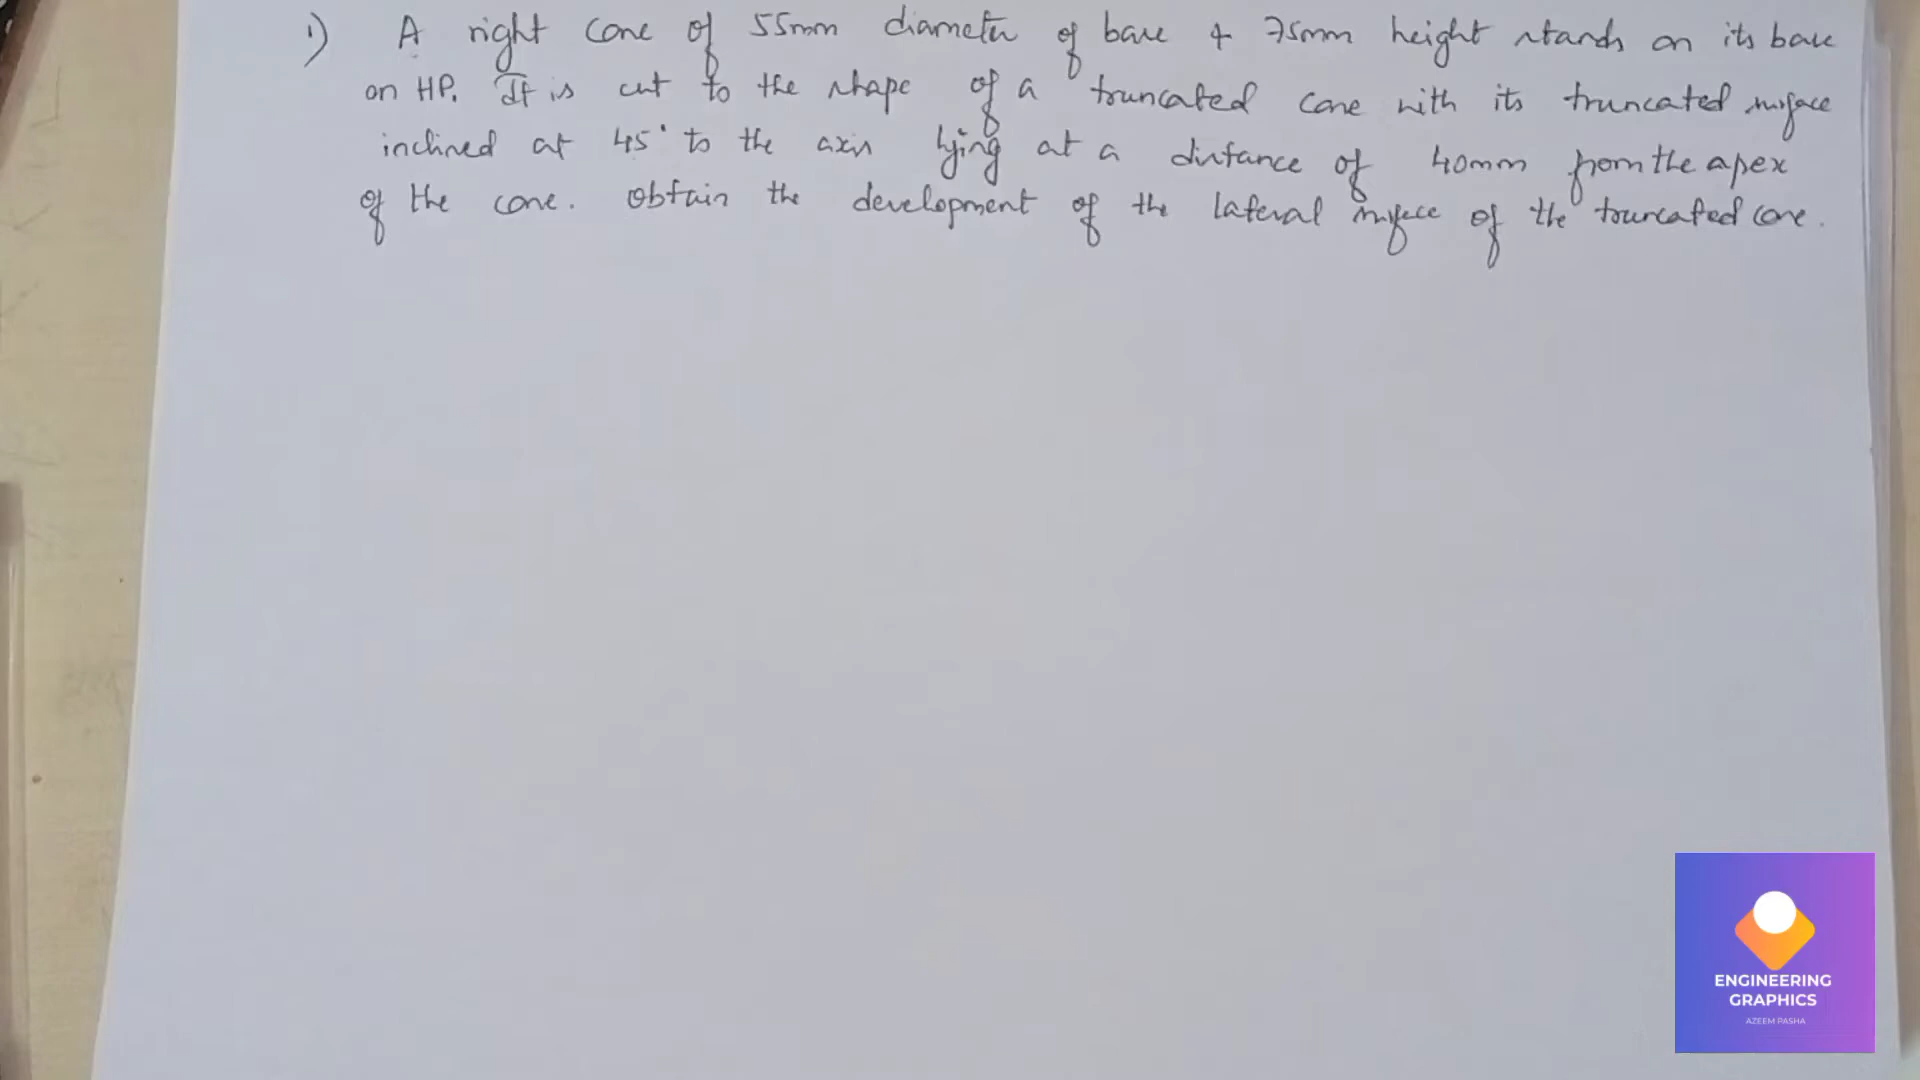 1) A right cone of 55mm diameter of base & 75mm height stands on its base
on HP. It is cut to the shape of a truncated cone with its truncated surface
inclined at 45° to the axis lying at a distance of 40mm from the apex
of the cone. Obtain the development of the lateral surface of the truncated cone.
ENGINEERING
GRAPHICS
AZEEM PASHA